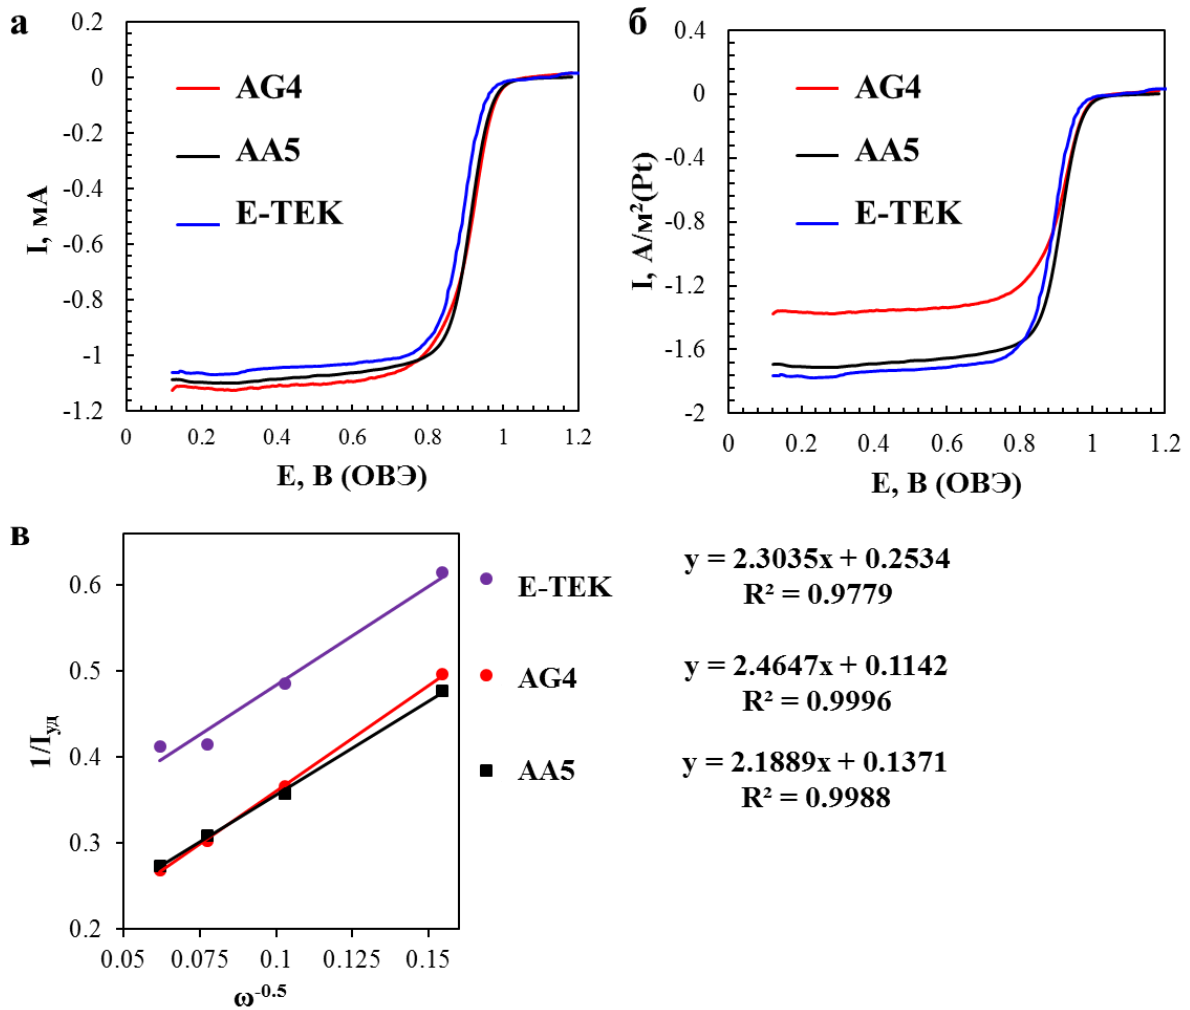 а
0.2
0
-0.2
-0.4
-0.6
-0.8
-1
-1.2
I, мА
AG4
AA5
E-TEK
0 0.2 0.4 0.6 0.8 1 1.2
E, В (ОВЭ)
б
0.4
0
-0.4
-0.8
-1.2
-1.6
-2
I, А/м²(Pt)
AG4
AA5
E-TEK
0 0.2 0.4 0.6 0.8 1 1.2
E, В (ОВЭ)
в
0.6
0.5
0.4
0.3
0.2
1/Iуд
0.05 0.075 0.1 0.125 0.15
ω-0.5
E-TEK
AG4
AA5
y = 2.3035x + 0.2534
R² = 0.9779
y = 2.4647x + 0.1142
R² = 0.9996
y = 2.1889x + 0.1371
R² = 0.9988